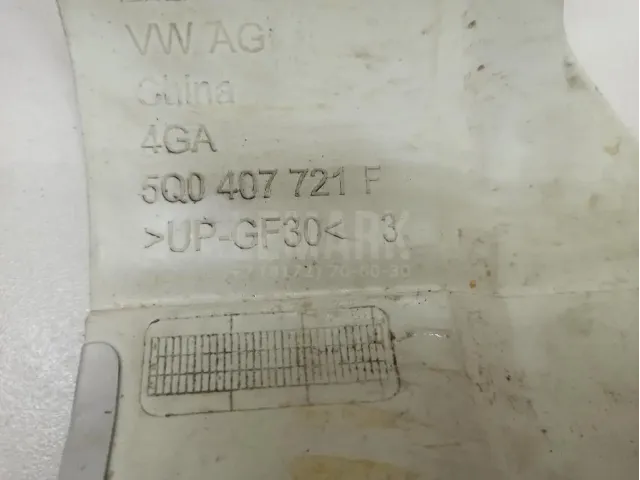 VW AG
China
4GA
5Q0 407 721 F
>UP-GF30< 3